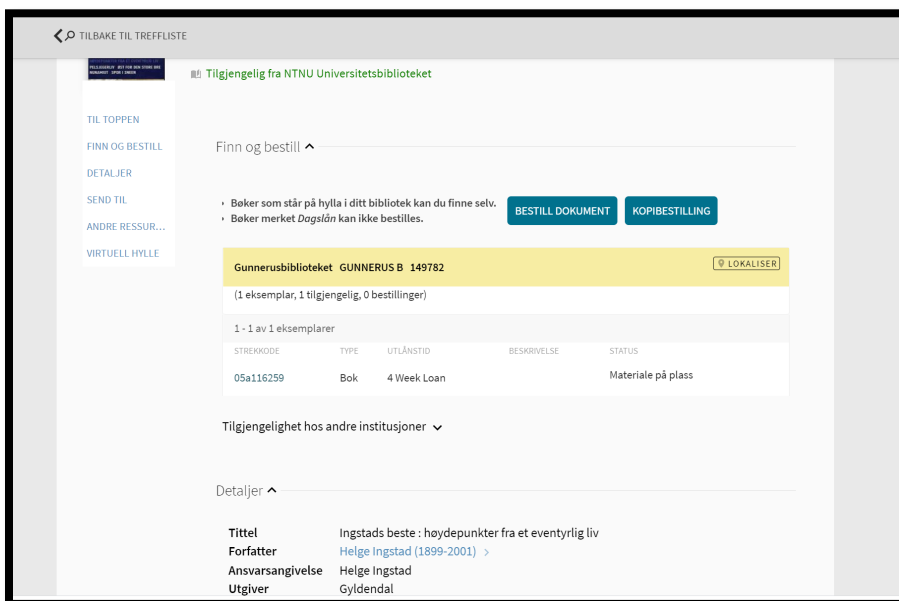 TILBAKE TIL TREFFLISTE
Tilgjengelig fra NTNU Universitetsbiblioteket
TIL TOPPEN
FINN OG BESTILL
DETALJER
SEND TIL
ANDRE RESSUR...
VIRTUELL HYLLE
Finn og bestill
Bøker som står på hylla i ditt bibliotek kan du finne selv.
Bøker merket Dagslån kan ikke bestilles.
BESTILL DOKUMENT KOPIBESTILLING
Gunnerusbiblioteket GUNNERUS B 149782 LOKALISER
(1 eksemplar, 1 tilgjengelig, 0 bestillinger)
1 - 1 av 1 eksemplarer
STREKKODE TYPE UTLÅNSTID BESKRIVELSE STATUS
05a116259 Bok 4 Week Loan Materiale på plass
Tilgjengelighet hos andre institusjoner
Detaljer
Tittel Ingstads beste : høydepunkter fra et eventyrlig liv
Forfatter Helge Ingstad (1899-2001)
Ansvarsangivelse Helge Ingstad
Utgiver Gyldendal